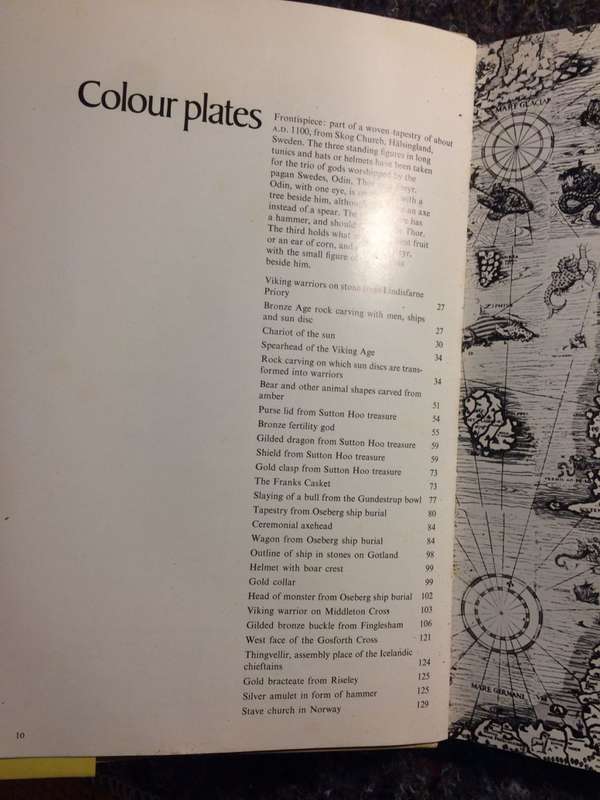 Colour plates
Frontispiece: part of a woven tapestry of about
A.D. 1100, from Skog Church, Hälsingland,
Sweden. The three standing figures in long
tunics and hats or helmets have been taken
for the trio of gods worshipped by the
pagan Swedes, Odin,
Odin, with one eye, is with a
tree beside him, an axe
instead of a spear. has
a hammer, and should Thor.
The third holds what fruit
or an ear of corn, and
with the small figure
beside him.
Viking warriors on stone from Lindisfarne
Priory 27
Bronze Age rock carving with men, ships
and sun disc 27
Chariot of the sun 30
Spearhead of the Viking Age 34
Rock carving on which sun discs are trans-
formed into warriors 34
Bear and other animal shapes carved from
amber 51
Purse lid from Sutton Hoo treasure 54
Bronze fertility god 55
Gilded dragon from Sutton Hoo treasure 59
Shield from Sutton Hoo treasure 59
Gold clasp from Sutton Hoo treasure 73
The Franks Casket 73
Slaying of a bull from the Gundestrup bowl 77
Tapestry from Oseberg ship burial 80
Ceremonial axehead 84
Wagon from Oseberg ship burial 84
Outline of ship in stones on Gotland 98
Helmet with boar crest 99
Gold collar 99
Head of monster from Oseberg ship burial 102
Viking warrior on Middleton Cross 103
Gilded bronze buckle from Finglesham 106
West face of the Gosforth Cross 121
Thingvellir, assembly place of the Icelandic
chieftains 124
Gold bracteate from Riseley 125
Silver amulet in form of hammer 125
Stave church in Norway 129
10
MARE GLACIA
MARE GERMANI